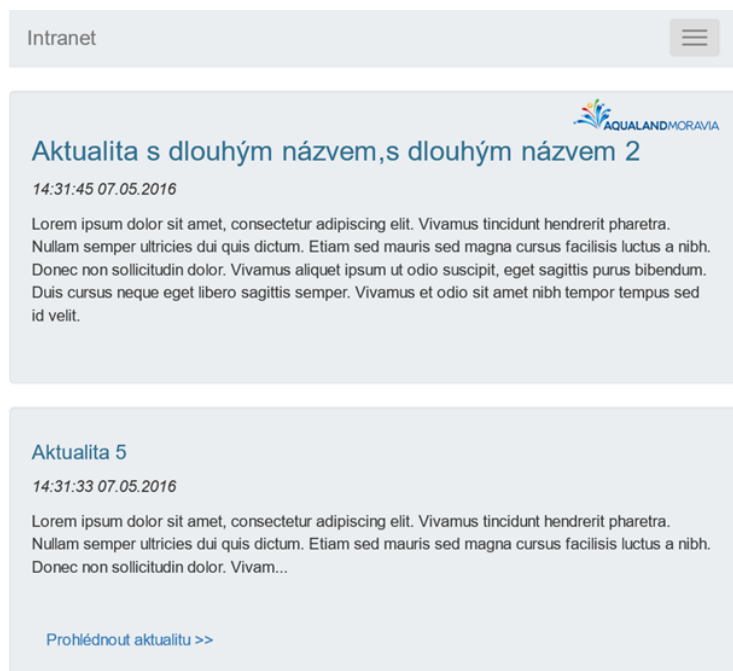 Intranet
AQUALANDMORAVIA
Aktualita s dlouhým názvem,s dlouhým názvem 2
14:31:45 07.05.2016
Lorem ipsum dolor sit amet, consectetur adipiscing elit. Vivamus tincidunt hendrerit pharetra.
Nullam semper ultricies dui quis dictum. Etiam sed mauris sed magna cursus facilisis luctus a nibh.
Donec non sollicitudin dolor. Vivamus aliquet ipsum ut odio suscipit, eget sagittis purus bibendum.
Duis cursus neque eget libero sagittis semper. Vivamus et odio sit amet nibh tempor tempus sed
id velit.
Aktualita 5
14:31:33 07.05.2016
Lorem ipsum dolor sit amet, consectetur adipiscing elit. Vivamus tincidunt hendrerit pharetra.
Nullam semper ultricies dui quis dictum. Etiam sed mauris sed magna cursus facilisis luctus a nibh.
Donec non sollicitudin dolor. Vivam...
Prohlédnout aktualitu >>